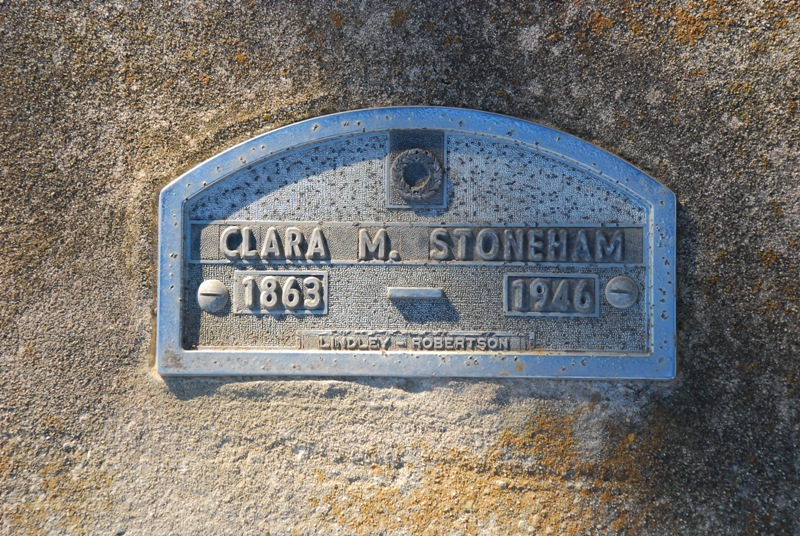 CLARA M. STONEHAM
1863 – 1946
LINDLEY - ROBERTSON